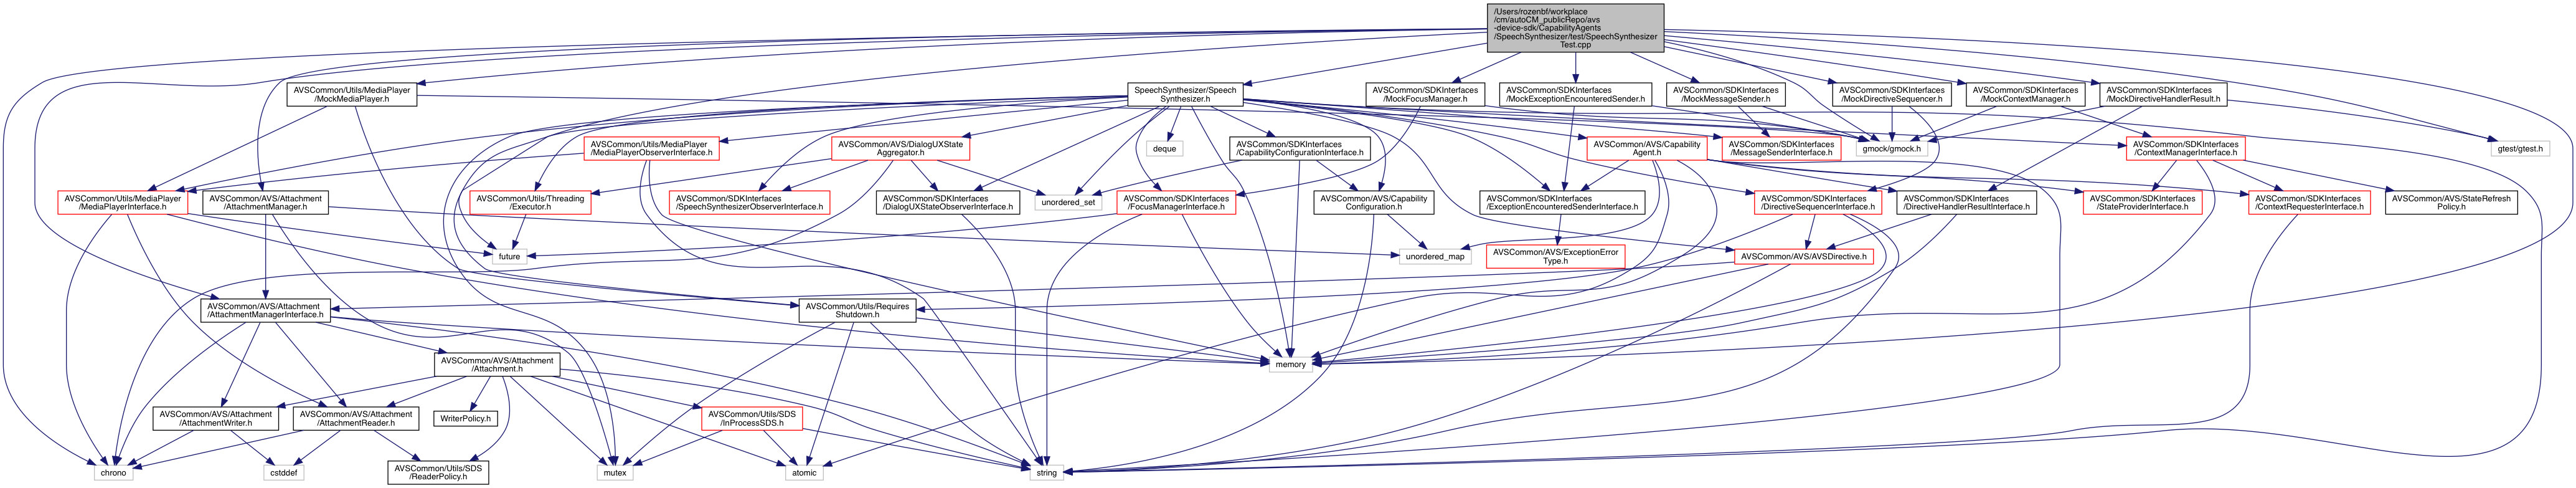 /Users/rozenbf/workplace
/cm/autoCM_publicRepo/avs
-device-sdk/CapabilityAgents
/SpeechSynthesizer/test/SpeechSynthesizer
Test.cpp
AVSCommon/Utils/MediaPlayer
/MockMediaPlayer.h
SpeechSynthesizer/Speech
Synthesizer.h
AVSCommon/SDKInterfaces
/MockFocusManager.h
AVSCommon/SDKInterfaces
/MockExceptionEncounteredSender.h
AVSCommon/SDKInterfaces
/MockMessageSender.h
AVSCommon/SDKInterfaces
/MockDirectiveSequencer.h
AVSCommon/SDKInterfaces
/MockContextManager.h
AVSCommon/SDKInterfaces
/MockDirectiveHandlerResult.h
AVSCommon/Utils/MediaPlayer
/MediaPlayerObserverInterface.h
AVSCommon/AVS/DialogUXState
Aggregator.h
deque
AVSCommon/SDKInterfaces
/CapabilityConfigurationInterface.h
AVSCommon/AVS/Capability
Agent.h
AVSCommon/SDKInterfaces
/MessageSenderInterface.h
gmock/gmock.h
AVSCommon/SDKInterfaces
/ContextManagerInterface.h
gtest/gtest.h
AVSCommon/Utils/MediaPlayer
/MediaPlayerInterface.h
AVSCommon/AVS/Attachment
/AttachmentManager.h
AVSCommon/Utils/Threading
/Executor.h
AVSCommon/SDKInterfaces
/SpeechSynthesizerObserverInterface.h
AVSCommon/SDKInterfaces
/DialogUXStateObserverInterface.h
unordered_set
AVSCommon/SDKInterfaces
/FocusManagerInterface.h
AVSCommon/AVS/Capability
Configuration.h
AVSCommon/SDKInterfaces
/ExceptionEncounteredSenderInterface.h
AVSCommon/SDKInterfaces
/DirectiveSequencerInterface.h
AVSCommon/SDKInterfaces
/DirectiveHandlerResultInterface.h
AVSCommon/SDKInterfaces
/StateProviderInterface.h
AVSCommon/SDKInterfaces
/ContextRequesterInterface.h
AVSCommon/AVS/StateRefresh
Policy.h
future
unordered_map
AVSCommon/AVS/ExceptionError
Type.h
AVSCommon/AVS/AVSDirective.h
AVSCommon/AVS/Attachment
/AttachmentManagerInterface.h
AVSCommon/Utils/Requires
Shutdown.h
AVSCommon/AVS/Attachment
/Attachment.h
memory
AVSCommon/AVS/Attachment
/AttachmentWriter.h
AVSCommon/AVS/Attachment
/AttachmentReader.h
WriterPolicy.h
AVSCommon/Utils/SDS
/InProcessSDS.h
chrono
cstddef
AVSCommon/Utils/SDS
/ReaderPolicy.h
mutex
atomic
string